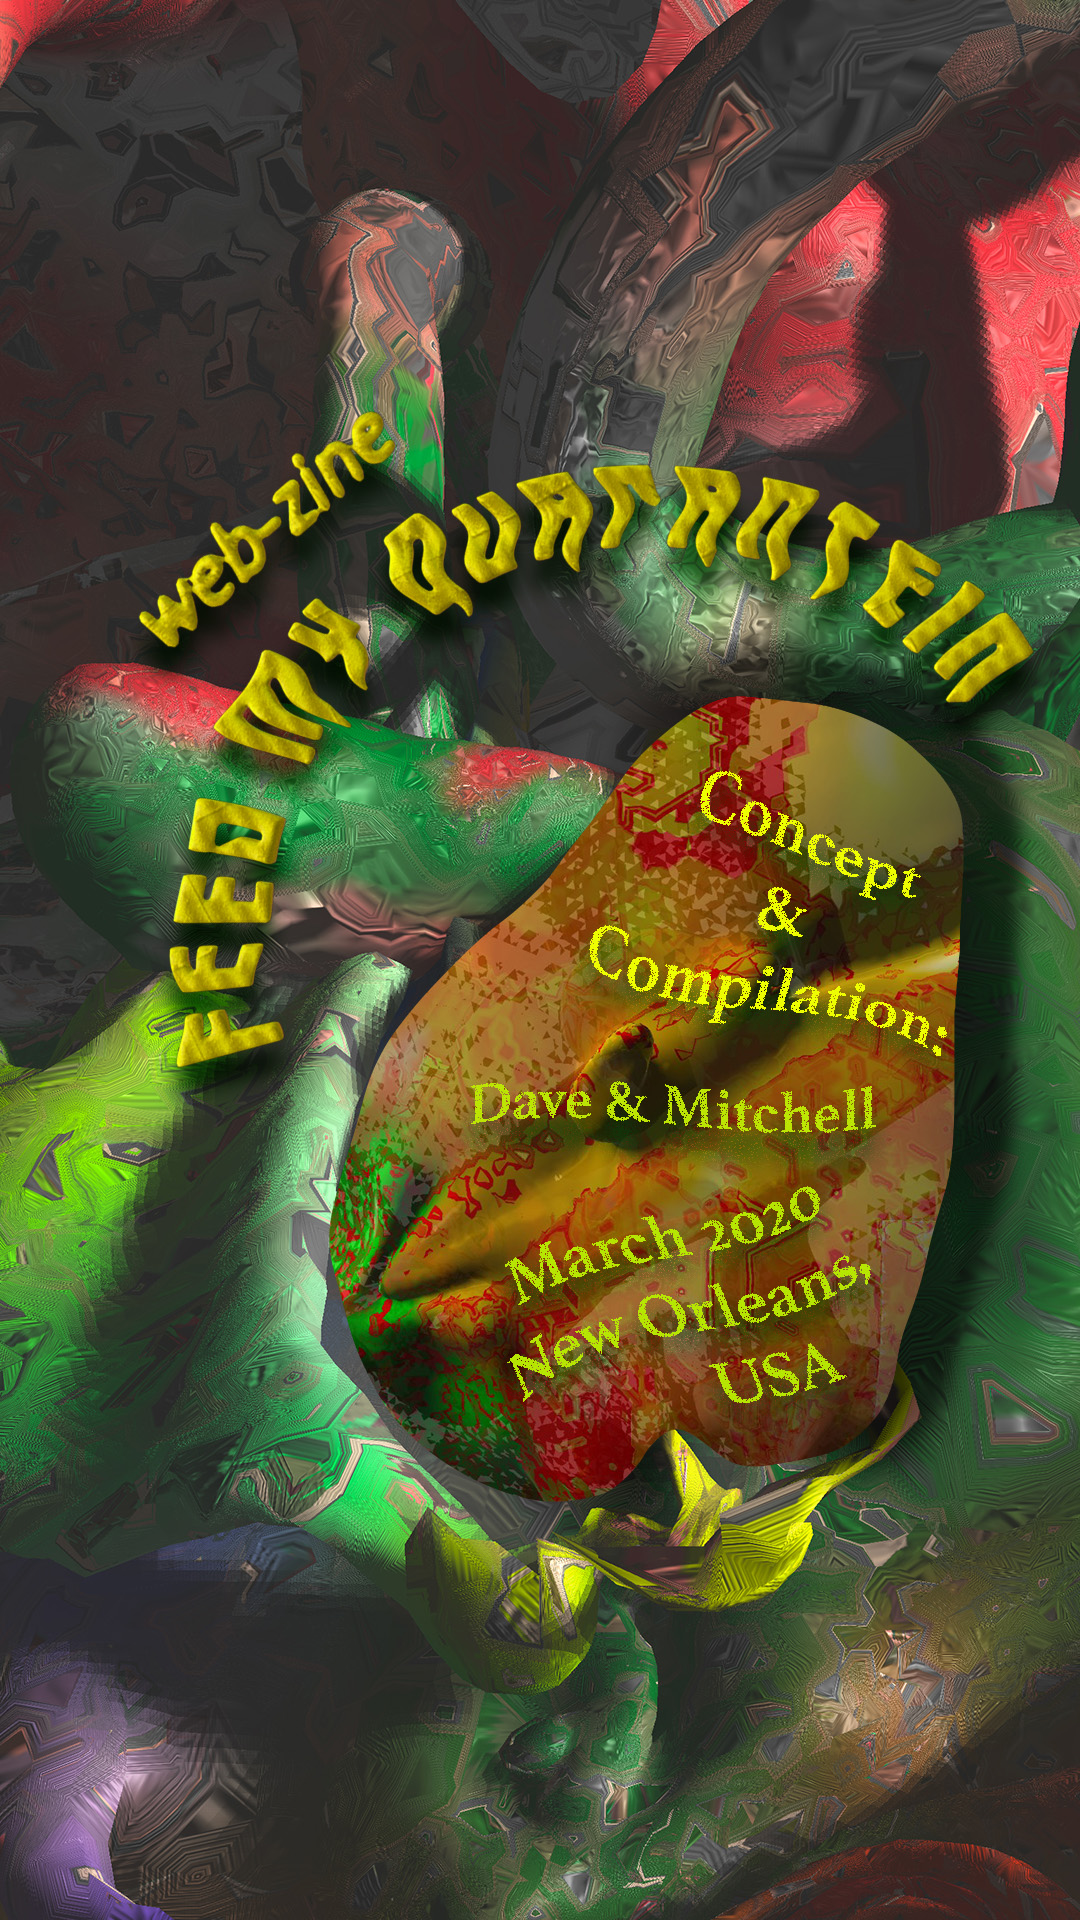 web-zine
FEED MY QUARANTEIN
Concept
&
Compilation:
Dave & Mitchell
March 2020
New Orleans,
USA